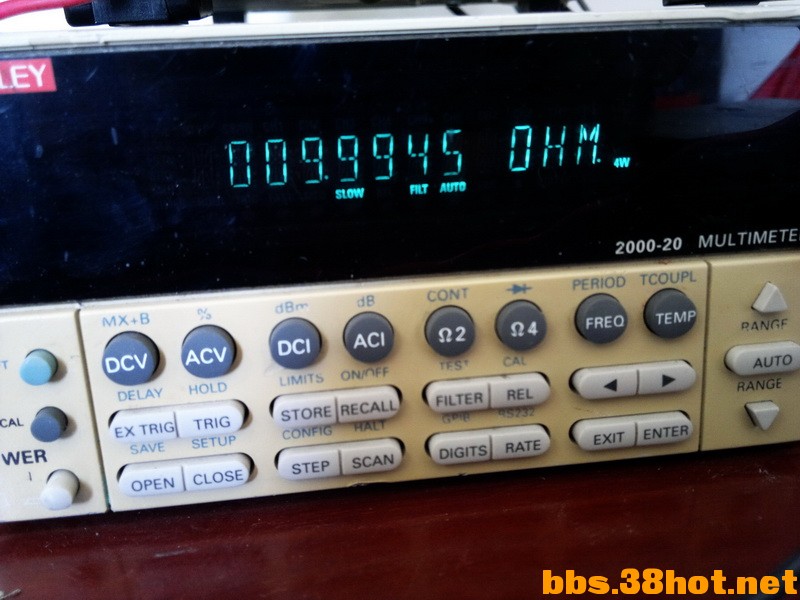 LEY
009.9945 OHM. 4W
SLOW FILT AUTO
2000-20 MULTIMETE
MX+B % dBm dB CONT PERIOD TCOUPL
DCV ACV DCI ACI Ω2 Ω4 FREQ TEMP
DELAY HOLD LIMITS ON/OFF TEST CAL
RANGE
AUTO
RANGE
EX TRIG TRIG STORE RECALL FILTER REL
SAVE SETUP CONFIG HALT GPIB RS232
OPEN CLOSE STEP SCAN DIGITS RATE EXIT ENTER
T
CAL
WER
bbs.38hot.net